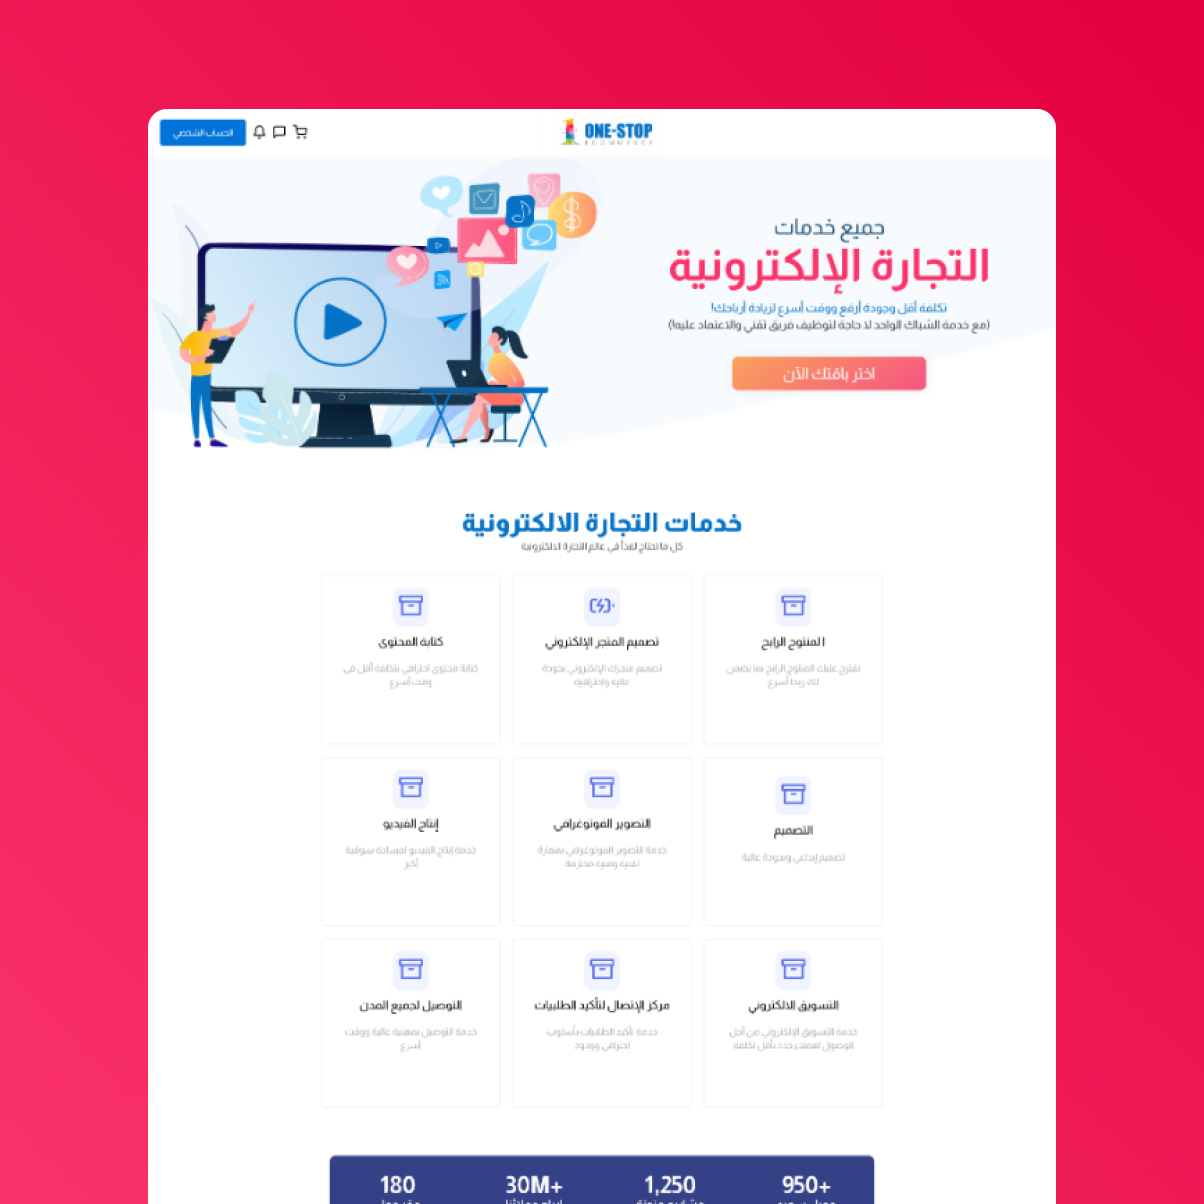 ONE-STOP
ECOMMERCE
الحساب الشخصي
جميع خدمات
التجارة الإلكترونية
تكلفة أقل وجودة أرفع ووقت أسرع لزيادة أرباحك!
(مع خدمة الشباك الواحد لا حاجة لتوظيف فريق تقني والاعتماد عليه!)
اختر باقتك الآن
خدمات التجارة الالكترونية
كل ما تحتاج لتبدأ في عالم التجارة الالكترونية
المنتوج الرابح
نقترح عليك المنتوج الرابح بما يضمن
لك ربحا أسرع
تصميم المتجر الإلكتروني
تصميم متجرك الإلكتروني بجودة
عالية واحترافية
كتابة المحتوى
كتابة محتوى احترافي بتكلفة أقل في
وقت أسرع
التصميم
تصميم إبداعي وبجودة عالية
التصوير الفوتوغرافي
خدمة التصوير الفوتوغرافي بمهارة
تقنية وفنية محترفة
إنتاج الفيديو
خدمة إنتاج الفيديو لمساحة سوقية
أكبر
التسويق الالكتروني
خدمة التسويق الإلكتروني من أجل
الوصول لعملاء جدد بأقل تكلفة
مركز الإتصال لتأكيد الطلبيات
خدمة تأكيد الطلبيات بأسلوب
احترافي وودود
التوصيل لجميع المدن
خدمة التوصيل بمهنية عالية ووقت
أسرع
950+
1,250
30M+
180